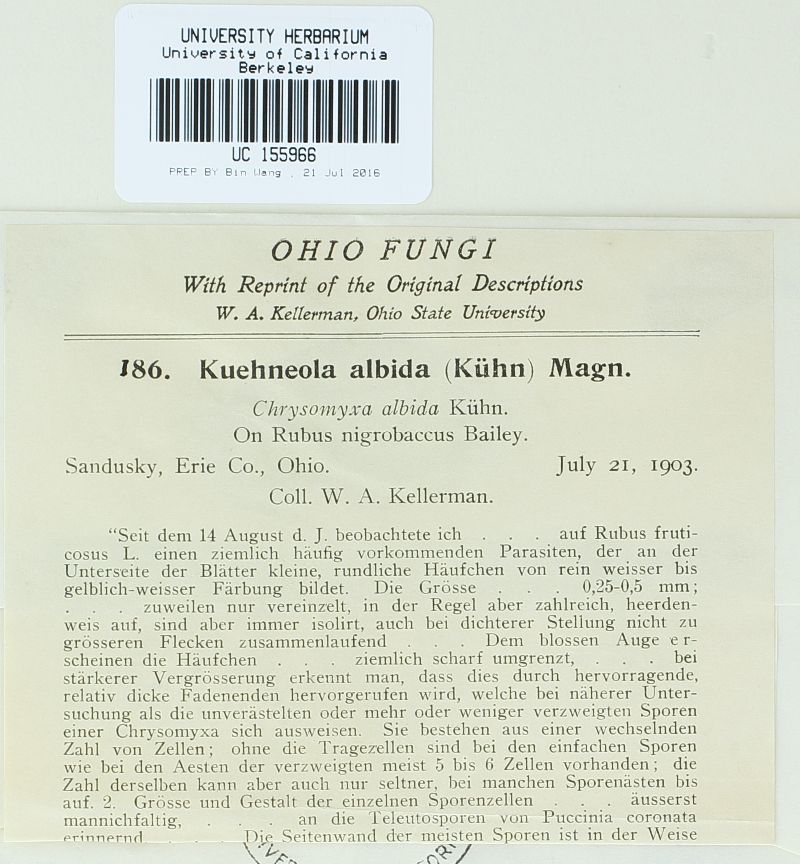 UNIVERSITY HERBARIUM
University of California
Berkeley
UC 155966
PREP BY Bin Wang . 21 Jul 2016
OHIO FUNGI
With Reprint of the Original Descriptions
W. A. Kellerman, Ohio State University
186. Kuehneola albida (Kühn) Magn.
Chrysomyxa albida Kühn.
On Rubus nigrobaccus Bailey.
Sandusky, Erie Co., Ohio. July 21, 1903.
Coll. W. A. Kellerman.
“Seit dem 14 August d. J. beobachtete ich . . . auf Rubus fruti-
cosus L. einen ziemlich häufig vorkommenden Parasiten, der an der
Unterseite der Blätter kleine, rundliche Häufchen von rein weisser bis
gelblich-weisser Färbung bildet. Die Grösse . . . 0,25-0,5 mm;
. . . zuweilen nur vereinzelt, in der Regel aber zahlreich, heerden-
weis auf, sind aber immer isolirt, auch bei dichterer Stellung nicht zu
grösseren Flecken zusammenlaufend . . . Dem blossen Auge er-
scheinen die Häufchen . . . ziemlich scharf umgrenzt, . . . bei
stärkerer Vergrösserung erkennt man, dass dies durch hervorragende,
relativ dicke Fadenenden hervorgerufen wird, welche bei näherer Unter-
suchung als die unverästelten oder mehr oder weniger verzweigten Sporen
einer Chrysomyxa sich ausweisen. Sie bestehen aus einer wechselnden
Zahl von Zellen; ohne die Tragezellen sind bei den einfachen Sporen
wie bei den Aesten der verzweigten meist 5 bis 6 Zellen vorhanden; die
Zahl derselben kann aber auch nur seltner, bei manchen Sporenästen bis
auf. 2. Grösse und Gestalt der einzelnen Sporenzellen . . . äusserst
mannichfaltig, . . . an die Teleutosporen von Puccinia coronata
erinnernd. Die Seitenwand der meisten Sporen ist in der Weise